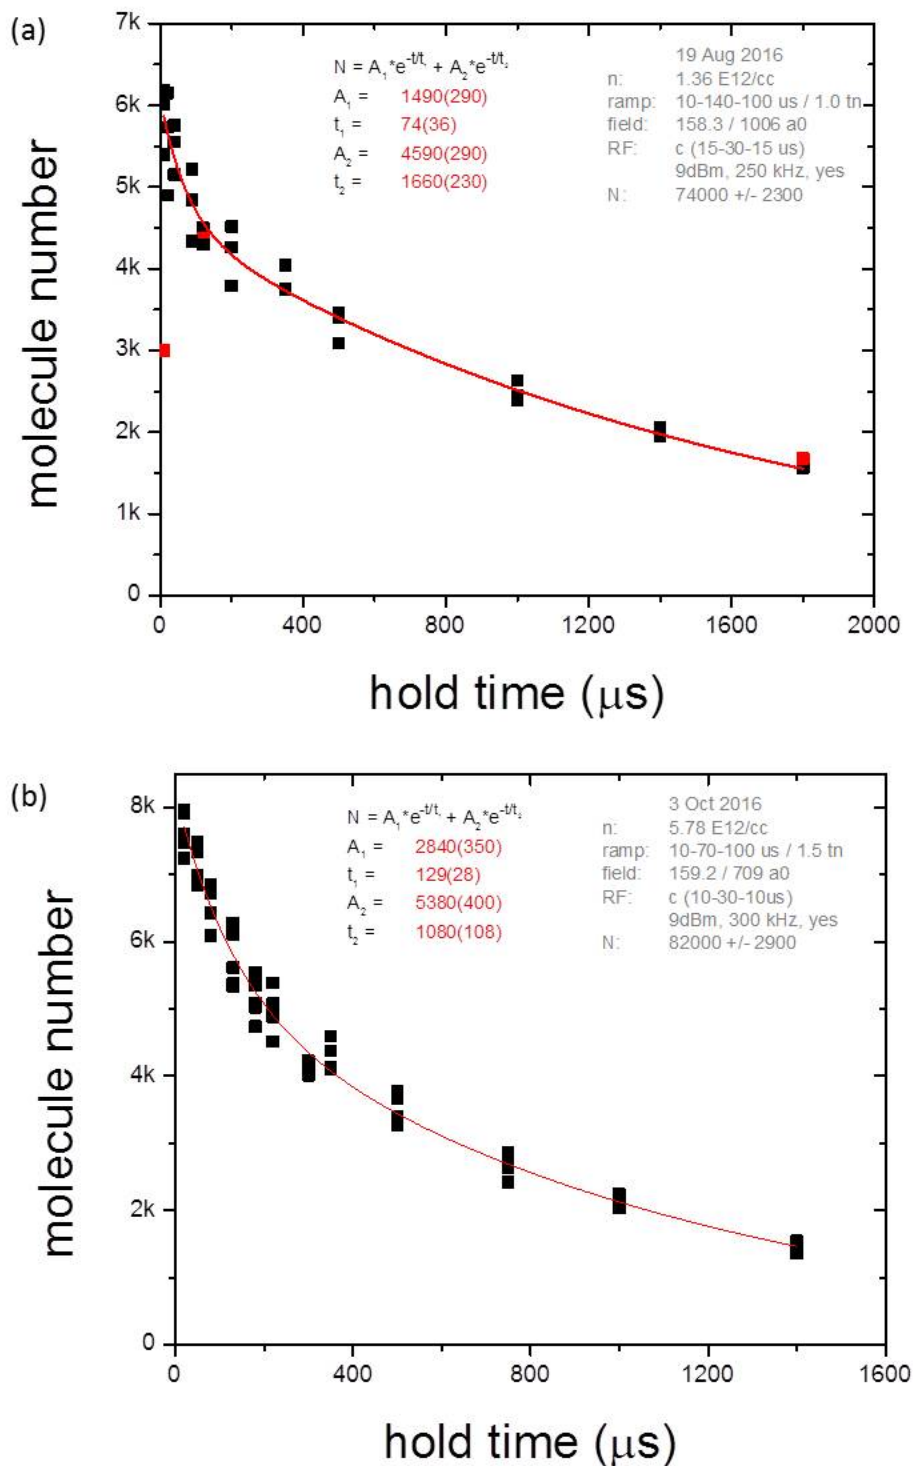 (a)
7k
6k
5k
4k
3k
2k
1k
0
molecule number
N = A₁*e^(-t/t₁) + A₂*e^(-t/t₂)
A₁ = 1490(290)
t₁ = 74(36)
A₂ = 4590(290)
t₂ = 1660(230)
19 Aug 2016
n: 1.36 E12/cc
ramp: 10-140-100 us / 1.0 tn
field: 158.3 / 1006 a0
RF: c (15-30-15 us)
9dBm, 250 kHz, yes
N: 74000 +/- 2300
0 400 800 1200 1600 2000
hold time (μs)
(b)
8k
6k
4k
2k
0
molecule number
N = A₁*e^(-t/t₁) + A₂*e^(-t/t₂)
A₁ = 2840(350)
t₁ = 129(28)
A₂ = 5380(400)
t₂ = 1080(108)
3 Oct 2016
n: 5.78 E12/cc
ramp: 10-70-100 us / 1.5 tn
field: 159.2 / 709 a0
RF: c (10-30-10us)
9dBm, 300 kHz, yes
N: 82000 +/- 2900
0 400 800 1200 1600
hold time (μs)